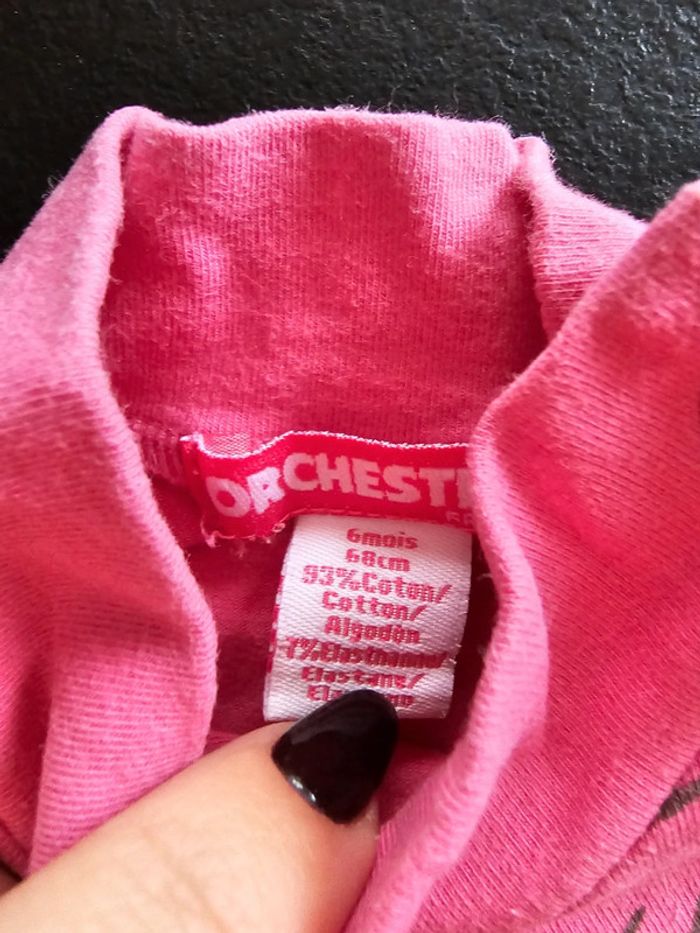 ORCHEST
6mois
68cm
93%Coton/
Cotton/
Algodón
7%Elasthanne/
Elastane/